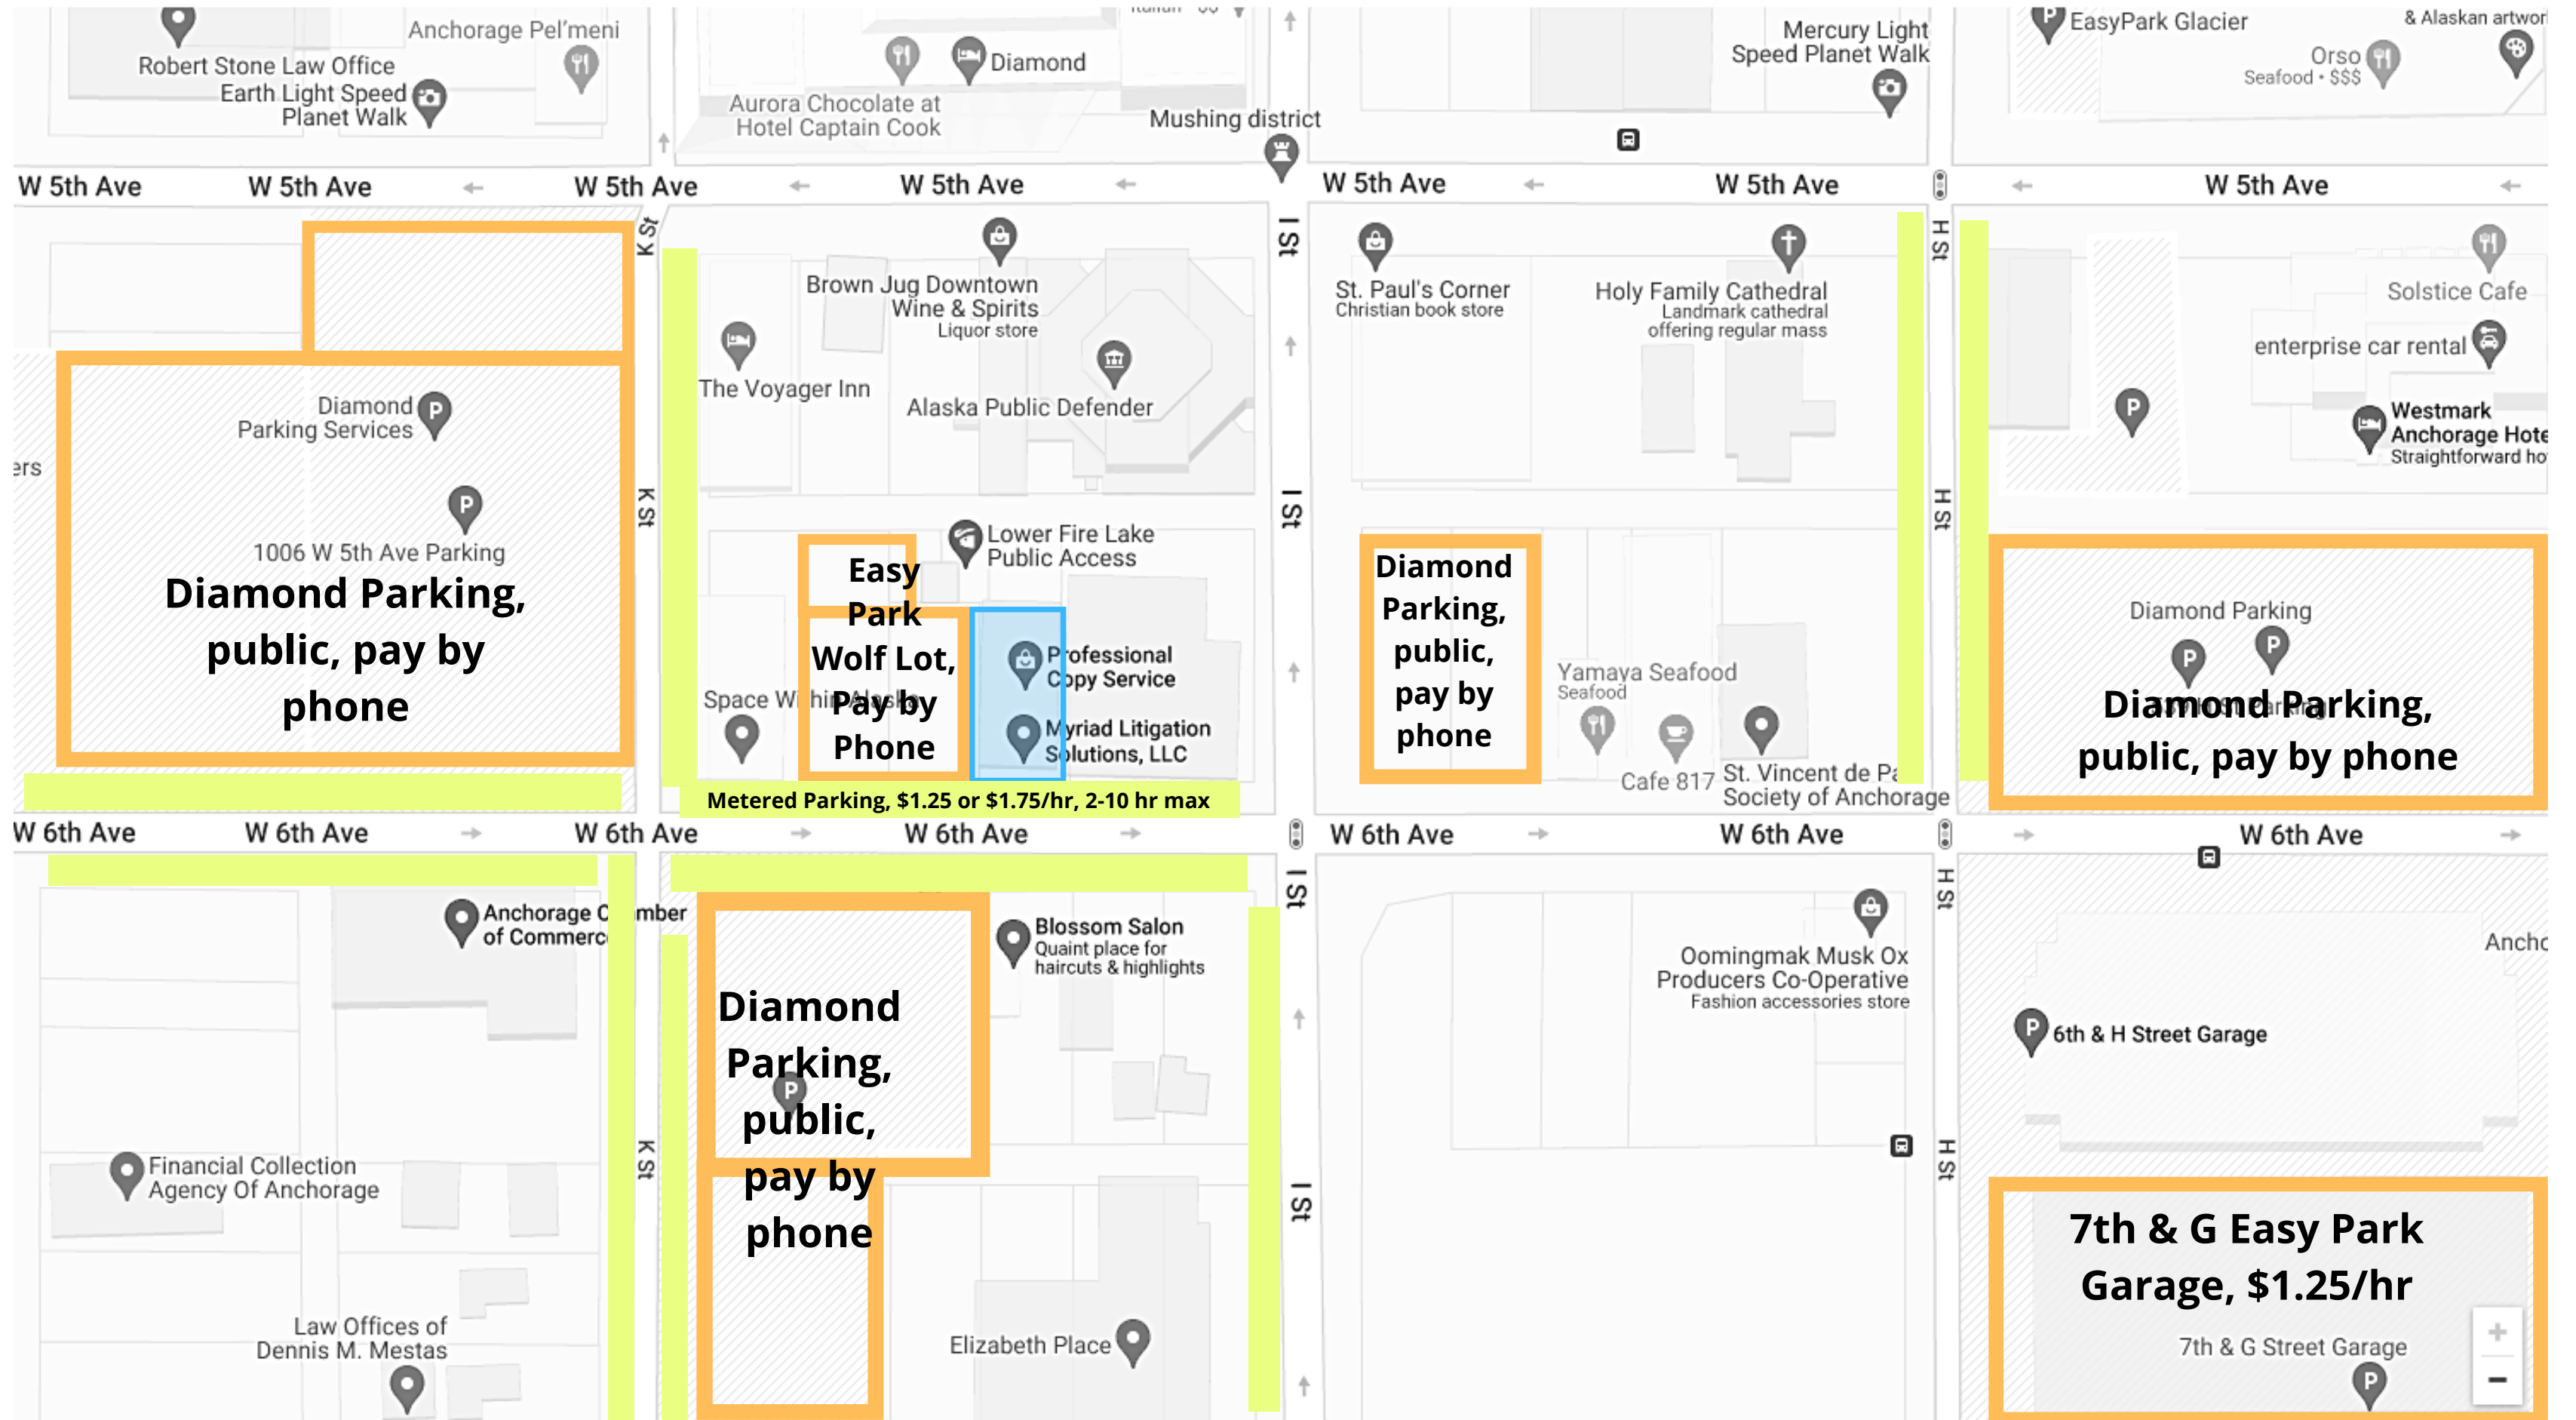 Anchorage Pel'meni
Robert Stone Law Office
Earth Light Speed
Planet Walk
Diamond
Aurora Chocolate at
Hotel Captain Cook
Mushing district
Mercury Light
Speed Planet Walk
EasyPark Glacier
Orso
Seafood • $$$
W 5th Ave
W 5th Ave
W 5th Ave
W 5th Ave
W 5th Ave
W 5th Ave
W 5th Ave
K St
I St
H St
Diamond
Parking Services
P
P
1006 W 5th Ave Parking
Diamond Parking,
public, pay by
phone
ers
K St
Brown Jug Downtown
Wine & Spirits
Liquor store
The Voyager Inn
Alaska Public Defender
Lower Fire Lake
Public Access
Easy
Park
Wolf Lot,
Pay by
Phone
Professional
Copy Service
Space Within Alaska
Myriad Litigation
Solutions, LLC
Metered Parking, $1.25 or $1.75/hr, 2-10 hr max
I St
St. Paul's Corner
Christian book store
Holy Family Cathedral
Landmark cathedral
offering regular mass
Diamond
Parking,
public,
pay by
phone
Yamaya Seafood
Seafood
Cafe 817
St. Vincent de Pa
Society of Anchorage
H St
P
Solstice Cafe
enterprise car rental
Westmark
Anchorage Hote
Straightforward ho
Diamond Parking
P
P
Diamond Parking,
public, pay by phone
W 6th Ave
W 6th Ave
W 6th Ave
W 6th Ave
W 6th Ave
W 6th Ave
W 6th Ave
I St
H St
Anchorage Chamber
of Commerc
Financial Collection
Agency Of Anchorage
Law Offices of
Dennis M. Mestas
K St
Diamond
Parking,
P
public,
pay by
phone
Blossom Salon
Quaint place for
haircuts & highlights
Elizabeth Place
I St
Oomingmak Musk Ox
Producers Co-Operative
Fashion accessories store
H St
Ancho
P
6th & H Street Garage
7th & G Easy Park
Garage, $1.25/hr
7th & G Street Garage
P
+
−